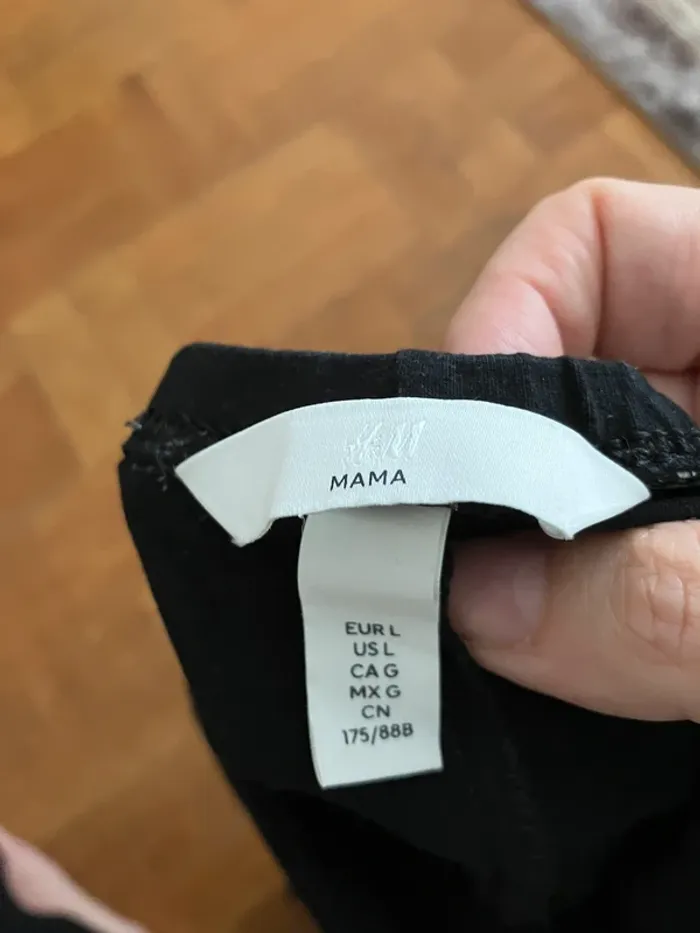 H&M
MAMA
EUR L
US L
CA G
MX G
CN
175/88B